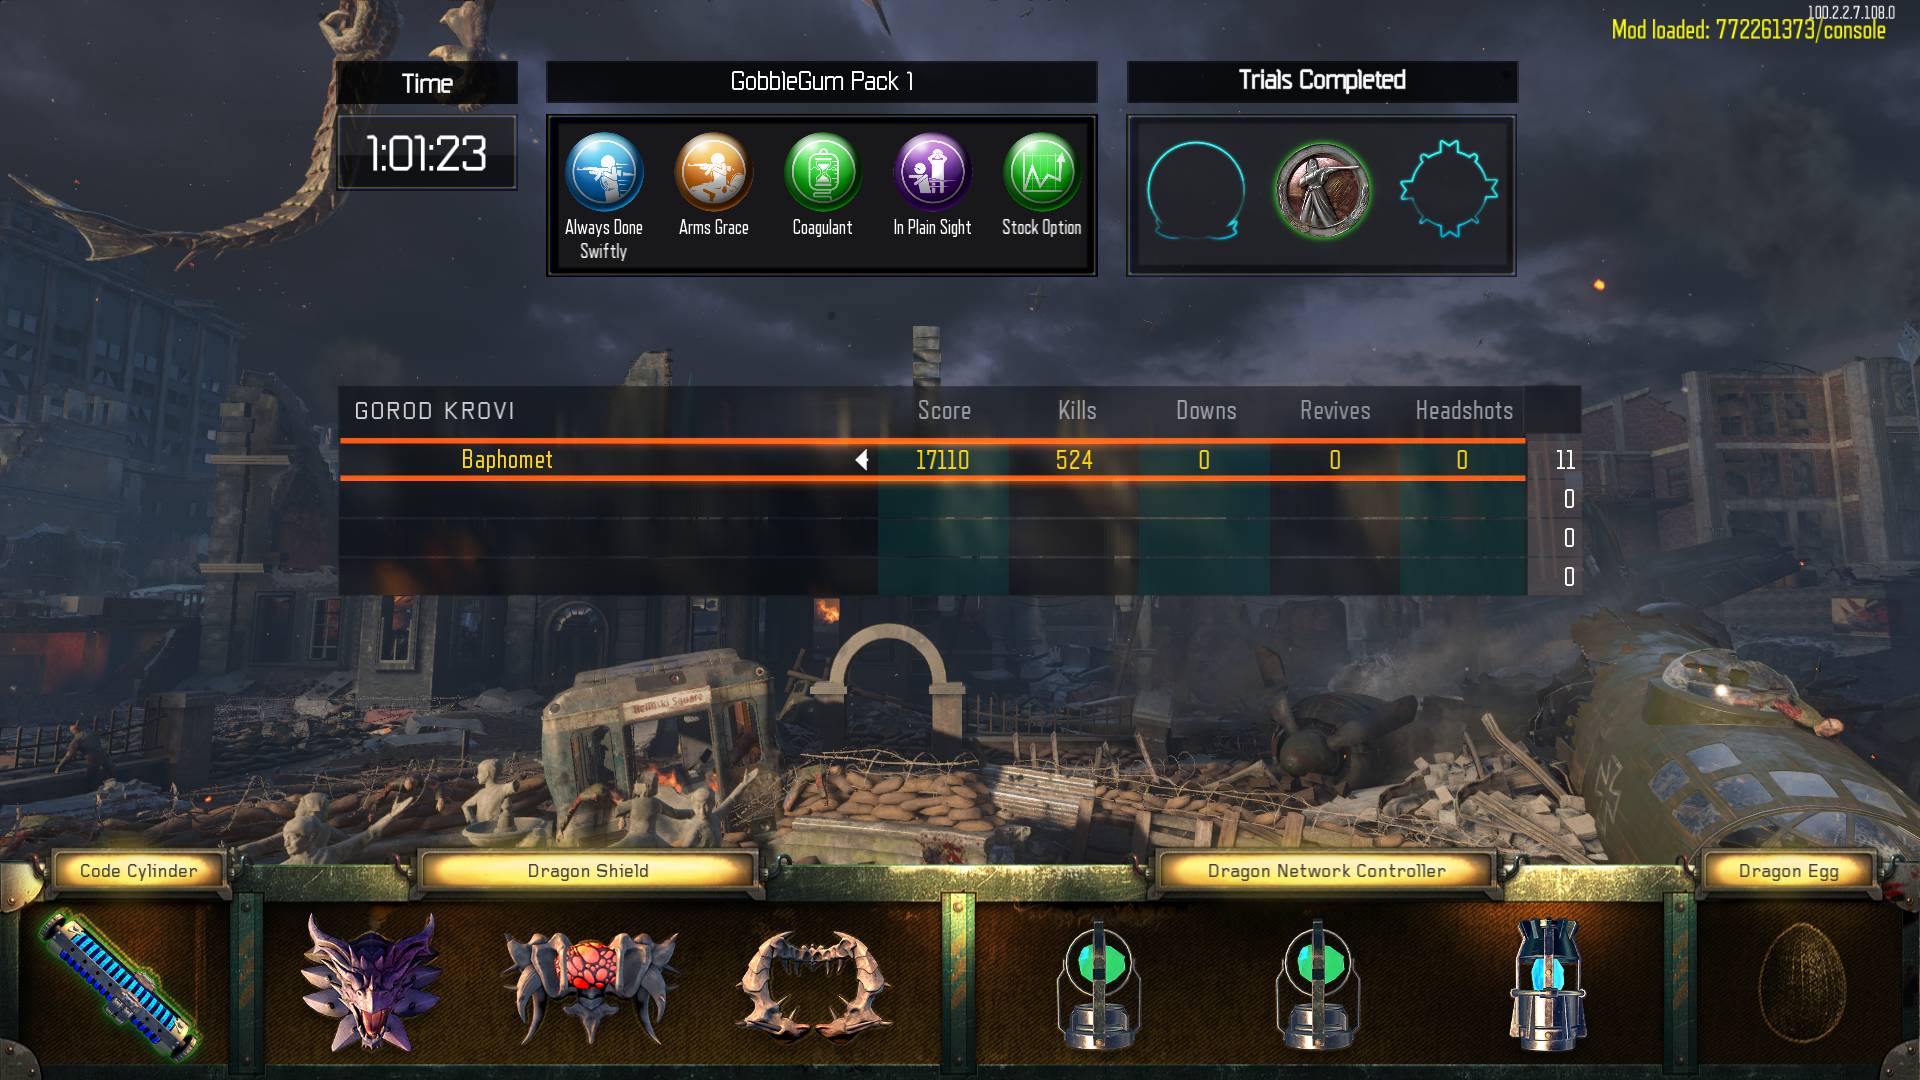 100.2.2.7.108.0
Mod loaded: 772261373/console
Time
1:01:23
GobbleGum Pack 1
Always Done
Swiftly
Arms Grace
Coagulant
In Plain Sight
Stock Option
Trials Completed
GOROD KROVI Score Kills Downs Revives Headshots
Baphomet 17110 524 0 0 0 11
0
0
0
Code Cylinder
Dragon Shield
Dragon Network Controller
Dragon Egg